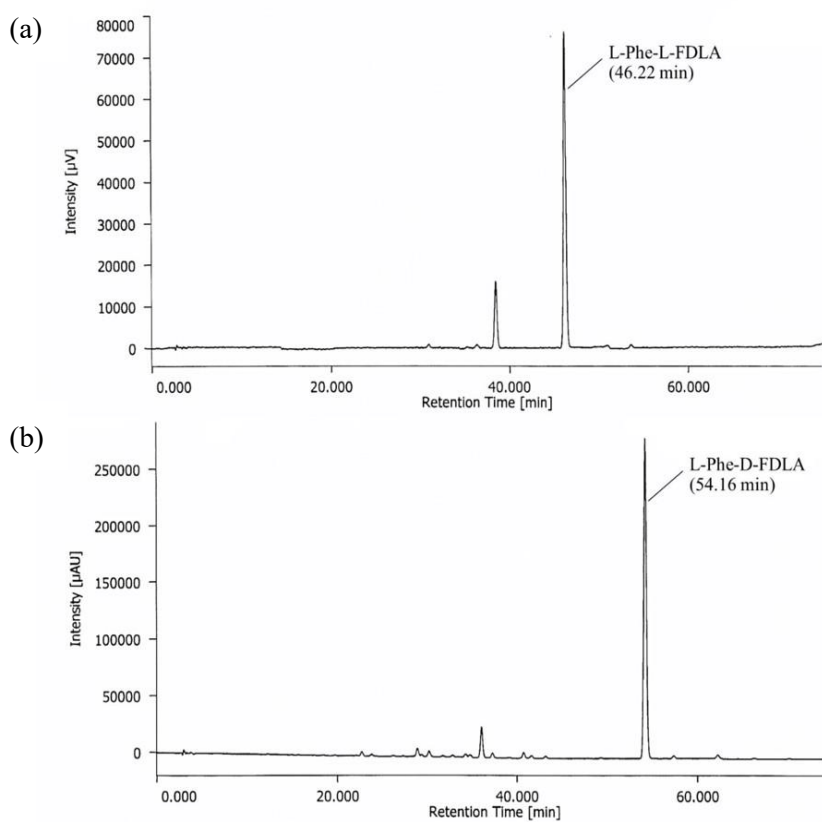 (a)
80000
70000
60000
50000
40000
30000
20000
10000
0
Intensity [µV]
L-Phe-L-FDLA
(46.22 min)
0.000 20.000 40.000 60.000
Retention Time [min]
(b)
250000
200000
150000
100000
50000
0
Intensity [µAU]
L-Phe-D-FDLA
(54.16 min)
0.000 20.000 40.000 60.000
Retention Time [min]